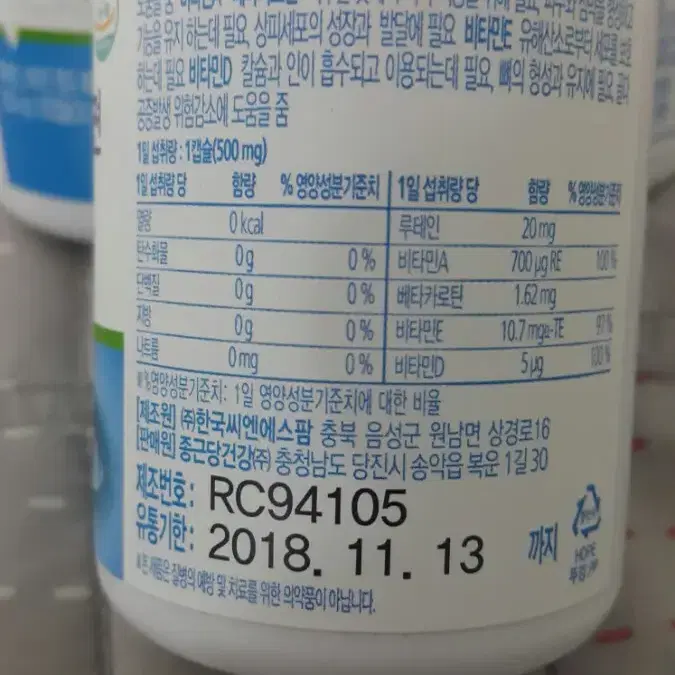 기능을 유지 하는데 필요, 상피세포의 성장과 발달에 필요 비타민E 유해산소로부터 세포를
하는데 필요 비타민D 칼슘과 인이 흡수되고 이용되는데 필요, 뼈의 형성과 유지에 필요,
공증발생 위험감소에 도움을 줌
1일 섭취량 : 1캡슐(500 mg)
1일 섭취량 당 함량 % 영양성분기준치 1일 섭취량 당 함량 % 영양성분기준치
열량 0 kcal 루테인 20 mg
탄수화물 0 g 0 % 비타민A 700 μg RE 100 %
단백질 0 g 0 % 베타카로틴 1.62 mg
지방 0 g 0 % 비타민E 10.7 mgα-TE 97 %
나트륨 0 mg 0 % 비타민D 5 μg 100 %
※ % 영양성분기준치: 1일 영양성분기준치에 대한 비율
[제조원] ㈜한국씨엔에스팜 충북 음성군 원남면 상경로16
[판매원] 종근당건강㈜ 충청남도 당진시 송악읍 복운 1길 30
제조번호: RC94105
유통기한: 2018. 11. 13 까지
HDPE
※ 본 제품은 질병의 예방 및 치료를 위한 의약품이 아닙니다.